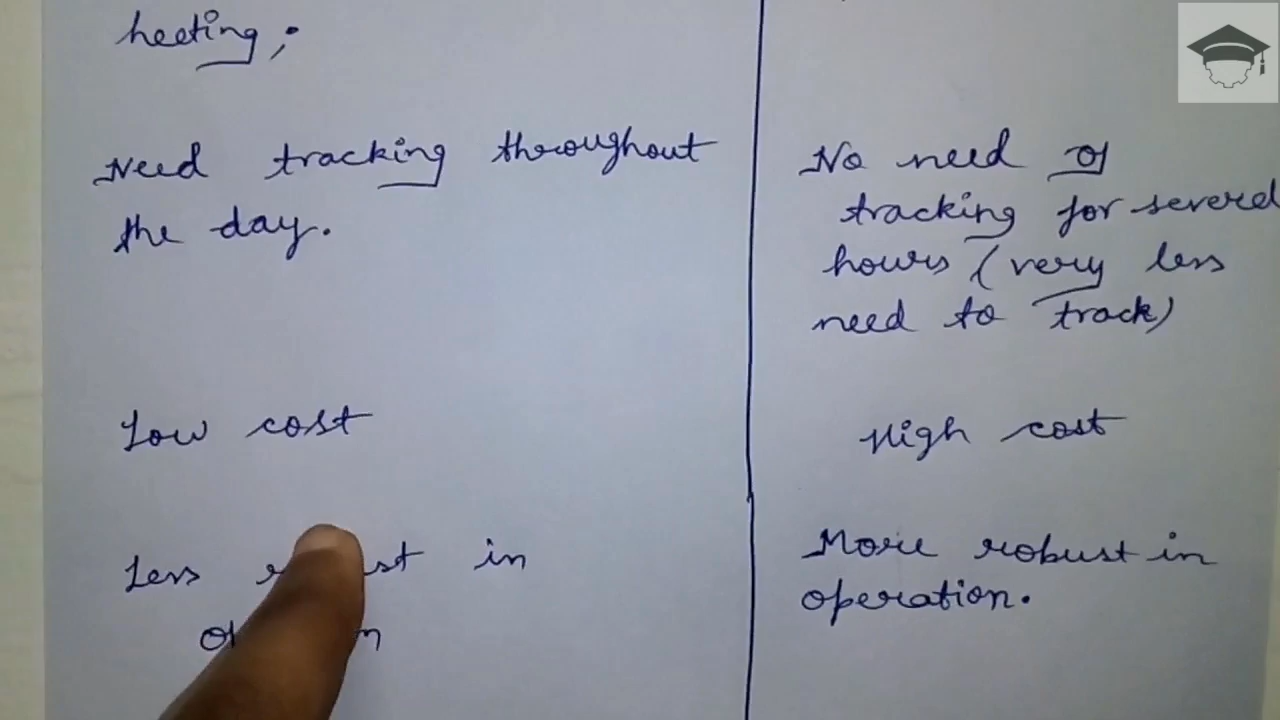 heeting;
Need tracking throughout
the day.
No need of
tracking for severel
hours (very less
need to track)
Low cost
High cost
Less in
More robust in
operation.